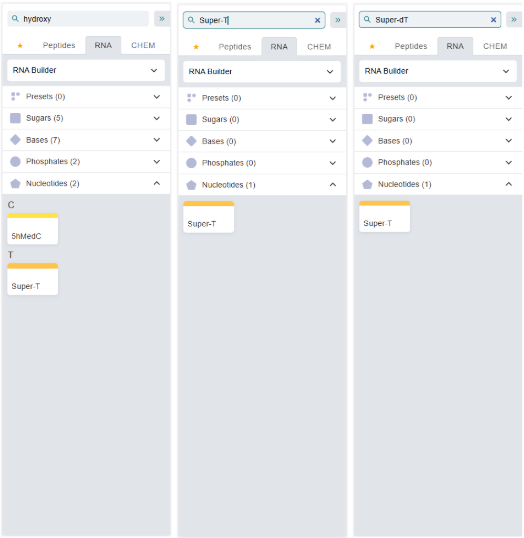 hydroxy
»
★ Peptides RNA CHEM
RNA Builder
Presets (0)
Sugars (5)
Bases (7)
Phosphates (2)
Nucleotides (2)
C
5hMedC
T
Super-T
Super-T
»
★ Peptides RNA CHEM
RNA Builder
Presets (0)
Sugars (0)
Bases (0)
Phosphates (0)
Nucleotides (1)
Super-T
Super-dT
»
★ Peptides RNA CHEM
RNA Builder
Presets (0)
Sugars (0)
Bases (0)
Phosphates (0)
Nucleotides (1)
Super-T